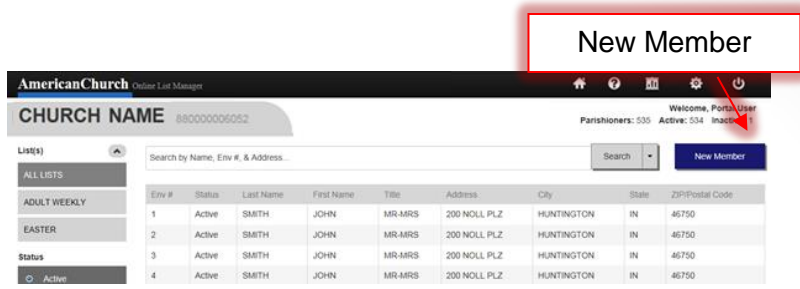 New Member
AmericanChurch Online List Manager
CHURCH NAME 88000006052
Welcome, Portal User
Parishioners: 535 Active: 534 Inactive: 1
List(s)
Search by Name, Env #, & Address...
Search
New Member
ALL LISTS
ADULT WEEKLY
EASTER
Status
Active
Env # Status Last Name First Name Title Address City State ZIP/Postal Code
1 Active SMITH JOHN MR-MRS 200 NOLL PLZ HUNTINGTON IN 46750
2 Active SMITH JOHN MR-MRS 200 NOLL PLZ HUNTINGTON IN 46750
3 Active SMITH JOHN MR-MRS 200 NOLL PLZ HUNTINGTON IN 46750
4 Active SMITH JOHN MR-MRS 200 NOLL PLZ HUNTINGTON IN 46750